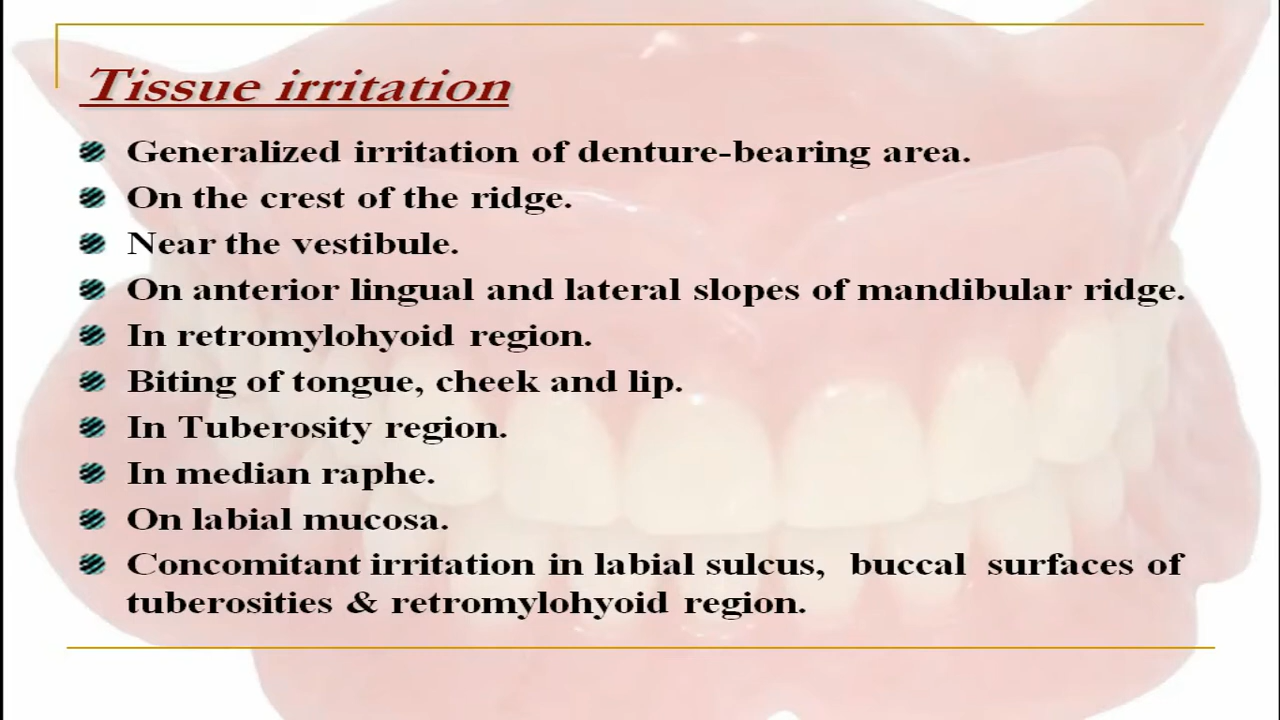 Tissue irritation
Generalized irritation of denture-bearing area.
On the crest of the ridge.
Near the vestibule.
On anterior lingual and lateral slopes of mandibular ridge.
In retromylohyoid region.
Biting of tongue, cheek and lip.
In Tuberosity region.
In median raphe.
On labial mucosa.
Concomitant irritation in labial sulcus, buccal surfaces of
tuberosities & retromylohyoid region.